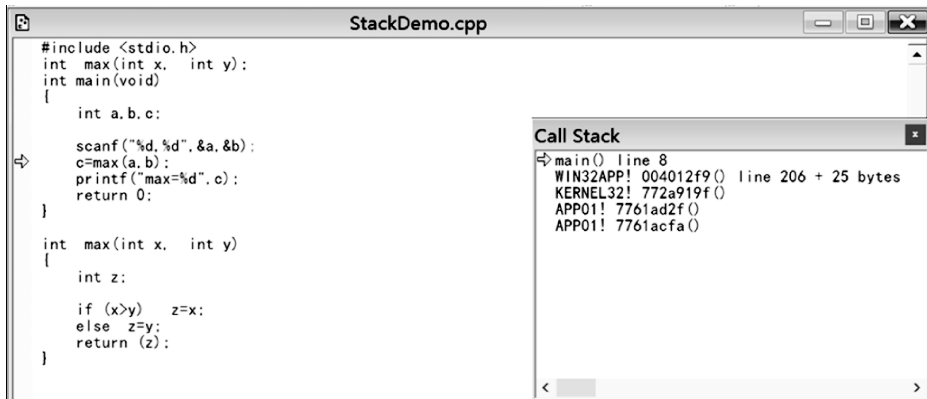 StackDemo.cpp
#include <stdio.h>
int max(int x, int y);
int main(void)
{
int a,b,c;
scanf("%d,%d",&a,&b);
c=max(a,b);
printf("max=%d",c);
return 0;
}
int max(int x, int y)
{
int z;
if (x>y) z=x;
else z=y;
return (z);
}
Call Stack
main() line 8
WIN32APP! 004012f9() line 206 + 25 bytes
KERNEL32! 772a919f()
APP01! 7761ad2f()
APP01! 7761acfa()